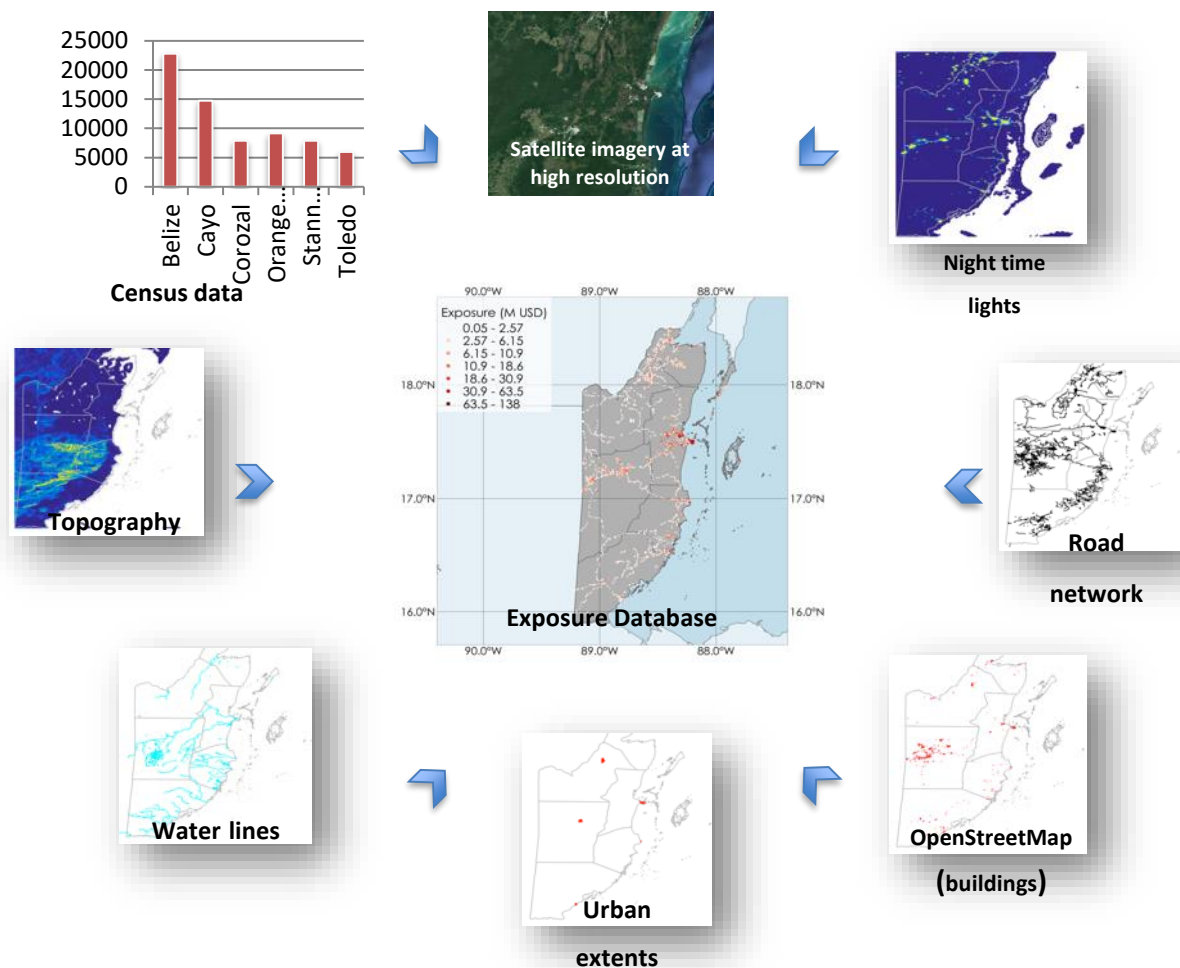 25000
20000
15000
10000
5000
0
Belize
Cayo
Corozal
Orange...
Stann...
Toledo
Census data
Satellite imagery at
high resolution
Night time
lights
90.0°W
89.0°W
88.0°W
Exposure (M USD)
0.05 - 2.57
2.57 - 6.15
6.15 - 10.9
10.9 - 18.6
18.6 - 30.9
30.9 - 63.5
63.5 - 138
18.0°N
18.0°N
17.0°N
17.0°N
16.0°N
16.0°N
90.0°W
89.0°W
88.0°W
Exposure Database
Topography
Road
network
Water lines
Urban
extents
OpenStreetMap
(buildings)